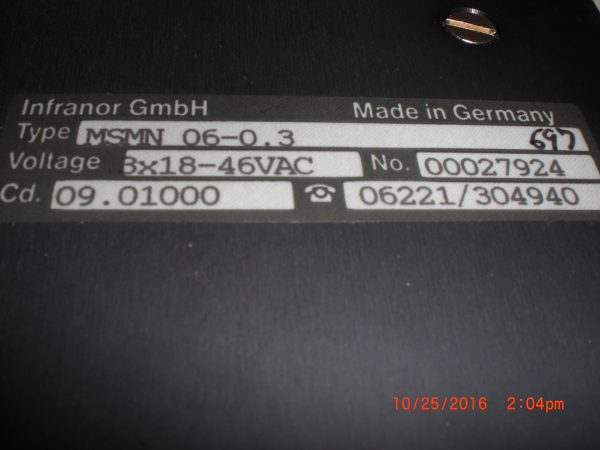 Infranor GmbH Made in Germany
Type MSMN 06-0.3 697
Voltage 3x18-46VAC No. 00027924
Cd. 09.01000 ☎ 06221/304940
10/25/2016 2:04pm